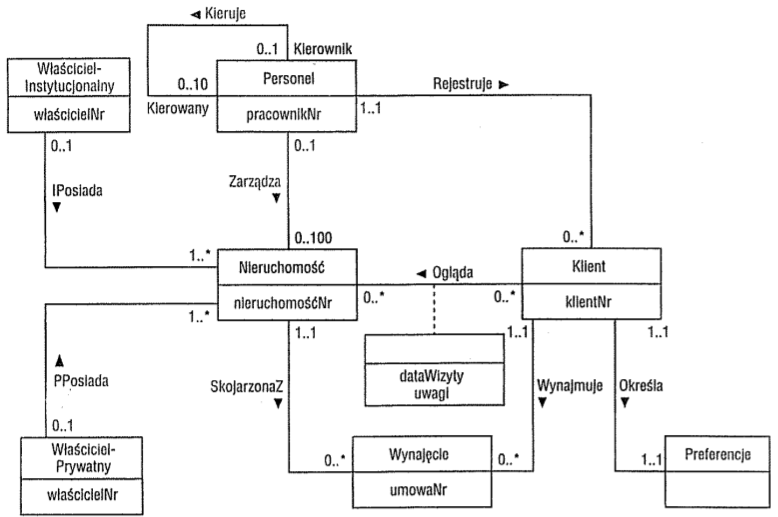 ◄ Kieruje
0..1 Kierownik
Właściciel-
Instytucjonalny
właścicielNr
0..10
Kierowany
Personel
pracownikNr
1..1
Rejestruje ►
0..1
0..1
IPosiada
▼
Zarządza
▼
1..*
0..100
0..*
Nieruchomość
nieruchomośćNr
◄ Ogląda
0..*
0..*
Klient
klientNr
1..*
1..1
1..1
1..1
dataWizyty
uwagi
▲
PPosiada
SkojarzonaZ
▼
Wynajmuje
▼
Określa
▼
0..1
Właściciel-
Prywatny
właścicielNr
0..*
Wynajęcie
umowaNr
0..*
1..1
Preferencje